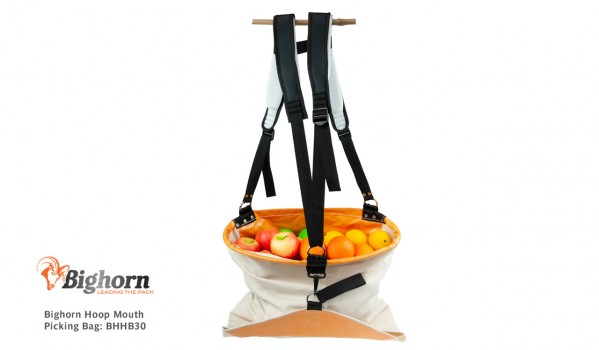 Bighorn
LEADING THE PACK
Bighorn Hoop Mouth
Picking Bag: BHHB30